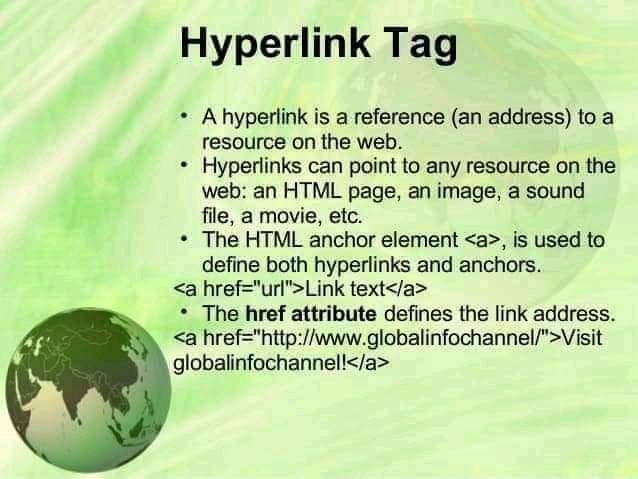 Hyperlink Tag
• A hyperlink is a reference (an address) to a
resource on the web.
• Hyperlinks can point to any resource on the
web: an HTML page, an image, a sound
file, a movie, etc.
• The HTML anchor element <a>, is used to
define both hyperlinks and anchors.
<a href="url">Link text</a>
• The href attribute defines the link address.
<a href="http://www.globalinfochannel/">Visit
globalinfochannel!</a>